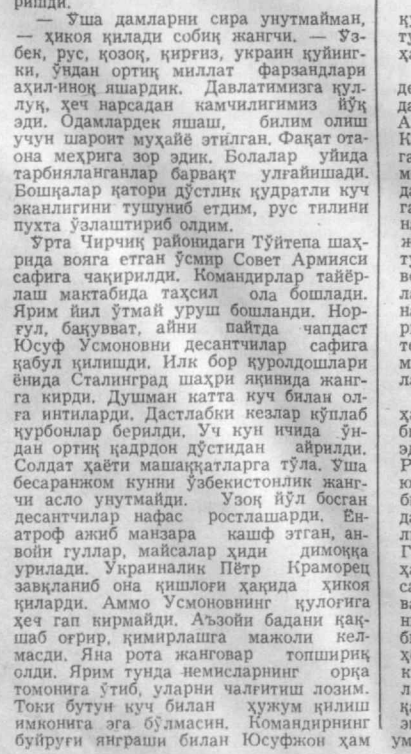 ришди.
— Ўша дамларни сира унутмайман,
— ҳикоя қилади собиқ жангчи. — Ўз-
бек, рус, қозоқ, қирғиз, украин қуйинг-
ки, ўндан ортиқ миллат фарзандлари
аҳил-иноқ яшардик. Давлатимизга қул-
луқ, ҳеч нарсадан камчилигимиз йўқ
эди. Одамлардек яшаш, билим олиш
учун шароит муҳайё этилган. Фақат ота-
она меҳрига зор эдик. Болалар уйида
тарбияланганлар барвақт улғайишади.
Бошқалар қатори дўстлик қудратли куч
эканлигини тушуниб етдим, рус тилини
пухта ўзлаштириб олдим.
Ўрта Чирчиқ районидаги Тўйтепа шаҳ-
рида вояга етган ўсмир Совет Армияси
сафига чақирилди. Командирлар тайёр-
лаш мактабида таҳсил ола бошлади.
Ярим йил ўтмай уруш бошланди. Нор-
ғул, бақувват, айни пайтда чапдаст
Юсуф Усмоновни десантчилар сафига
қабул қилишди. Илк бор қуролдошлари
ёнида Сталинград шаҳри яқинида жанг-
га кирди. Душман катта куч билан ол-
ға интиларди. Дастлабки кезлар кўплаб
қурбонлар берилди. Уч кун ичида ўн-
дан ортиқ қадрдон дўстидан айрилди.
Солдат ҳаёти машаққатларга тўла. Ўша
бесаранжом кунни ўзбекистонлик жанг-
чи асло унутмайди. Узоқ йўл босган
десантчилар нафас ростлашарди. Ён-
атроф ажиб манзара кашф этган, ан-
войи гуллар, майсалар ҳиди димоққа
урилади. Украиналик Пётр Краморец
завқланиб она қишлоғи ҳақида ҳикоя
қиларди. Аммо Усмоновнинг қулоғига
ҳеч гап кирмайди. Аъзойи бадани қақ-
шаб оғрир, қимирлашга мажоли кел-
масди. Яна рота жанговар топшириқ
олди. Ярим тунда немисларнинг орқа
томонига ўтиб, уларни чалғитиш лозим.
Токи бутун куч билан ҳужум қилиш
имконига эга бўлмасин. Командирнинг
буйруғи янграши билан Юсуфжон ҳам